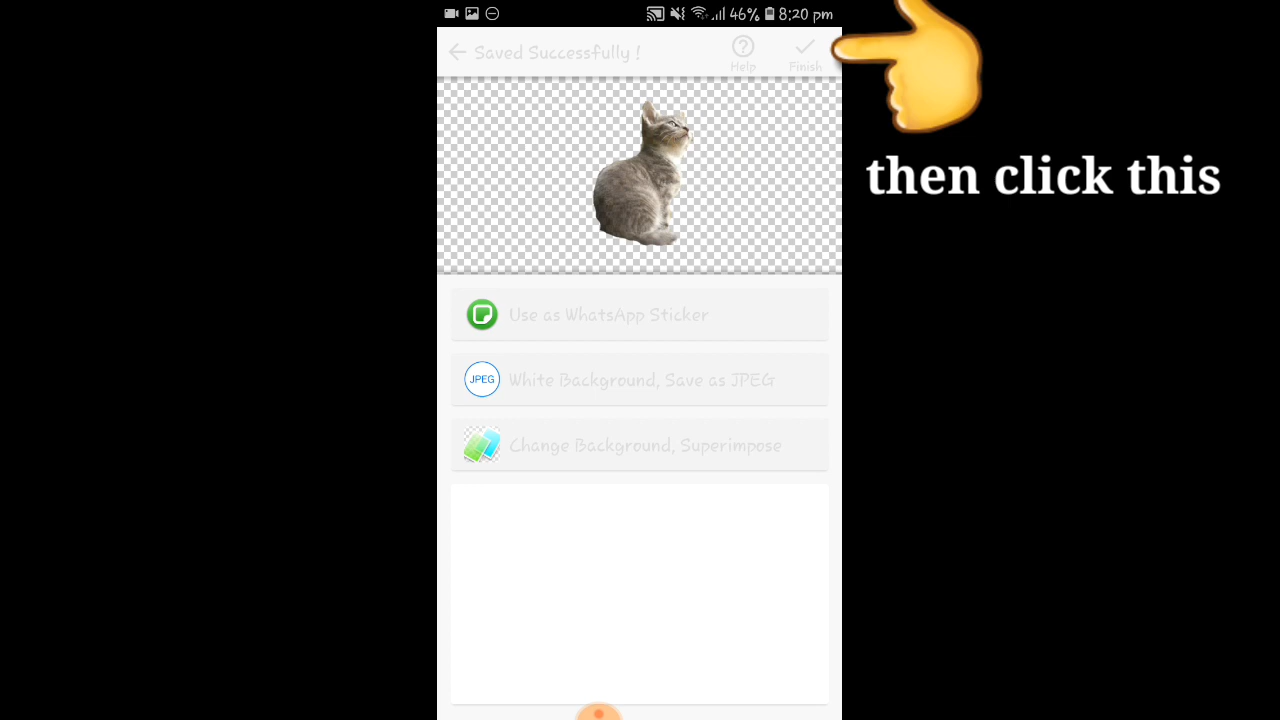 46% 8:20 pm
Saved Successfully !
Help
Finish
then click this
Use as WhatsApp Sticker
JPEG
White Background, Save as JPEG
Change Background, Superimpose